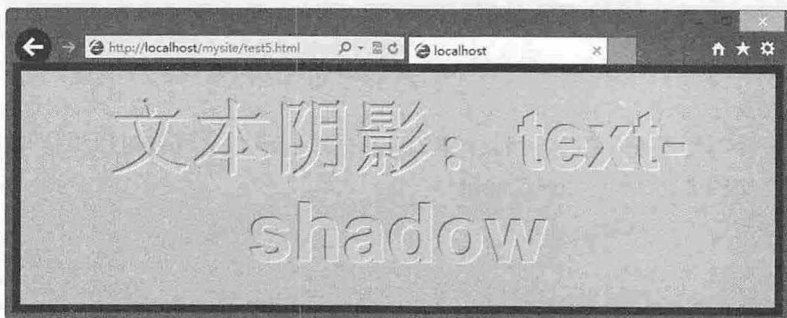 http://localhost/mysite/test5.html
localhost
文本阴影：text-
shadow